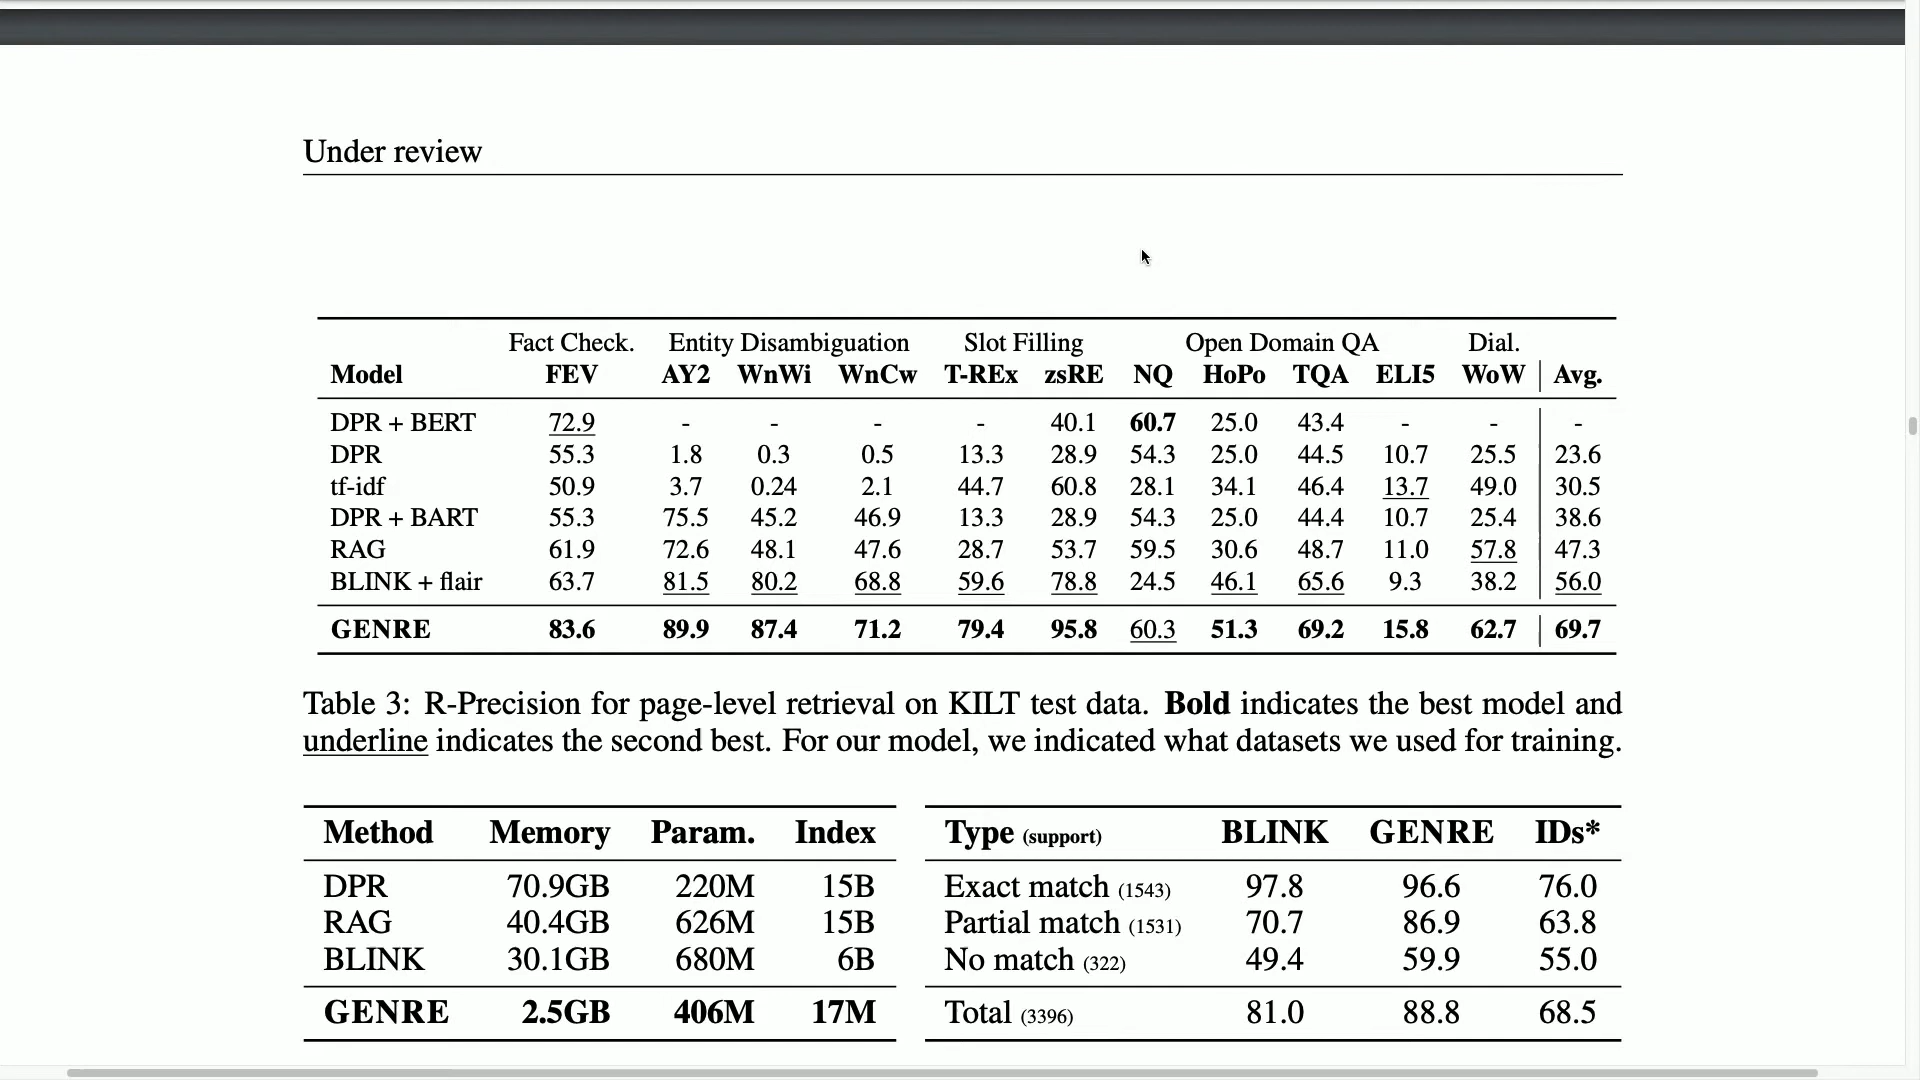 Under review
Fact Check. Entity Disambiguation Slot Filling Open Domain QA Dial.
Model FEV AY2 WnWi WnCw T-REx zsRE NQ HoPo TQA ELI5 WoW Avg.
DPR + BERT 72.9 - - - - 40.1 60.7 25.0 43.4 - - -
DPR 55.3 1.8 0.3 0.5 13.3 28.9 54.3 25.0 44.5 10.7 25.5 23.6
tf-idf 50.9 3.7 0.24 2.1 44.7 60.8 28.1 34.1 46.4 13.7 49.0 30.5
DPR + BART 55.3 75.5 45.2 46.9 13.3 28.9 54.3 25.0 44.4 10.7 25.4 38.6
RAG 61.9 72.6 48.1 47.6 28.7 53.7 59.5 30.6 48.7 11.0 57.8 47.3
BLINK + flair 63.7 81.5 80.2 68.8 59.6 78.8 24.5 46.1 65.6 9.3 38.2 56.0
GENRE 83.6 89.9 87.4 71.2 79.4 95.8 60.3 51.3 69.2 15.8 62.7 69.7
Table 3: R-Precision for page-level retrieval on KILT test data. Bold indicates the best model and
underline indicates the second best. For our model, we indicated what datasets we used for training.
Method Memory Param. Index
DPR 70.9GB 220M 15B
RAG 40.4GB 626M 15B
BLINK 30.1GB 680M 6B
GENRE 2.5GB 406M 17M
Type (support) BLINK GENRE IDs*
Exact match (1543) 97.8 96.6 76.0
Partial match (1531) 70.7 86.9 63.8
No match (322) 49.4 59.9 55.0
Total (3396) 81.0 88.8 68.5